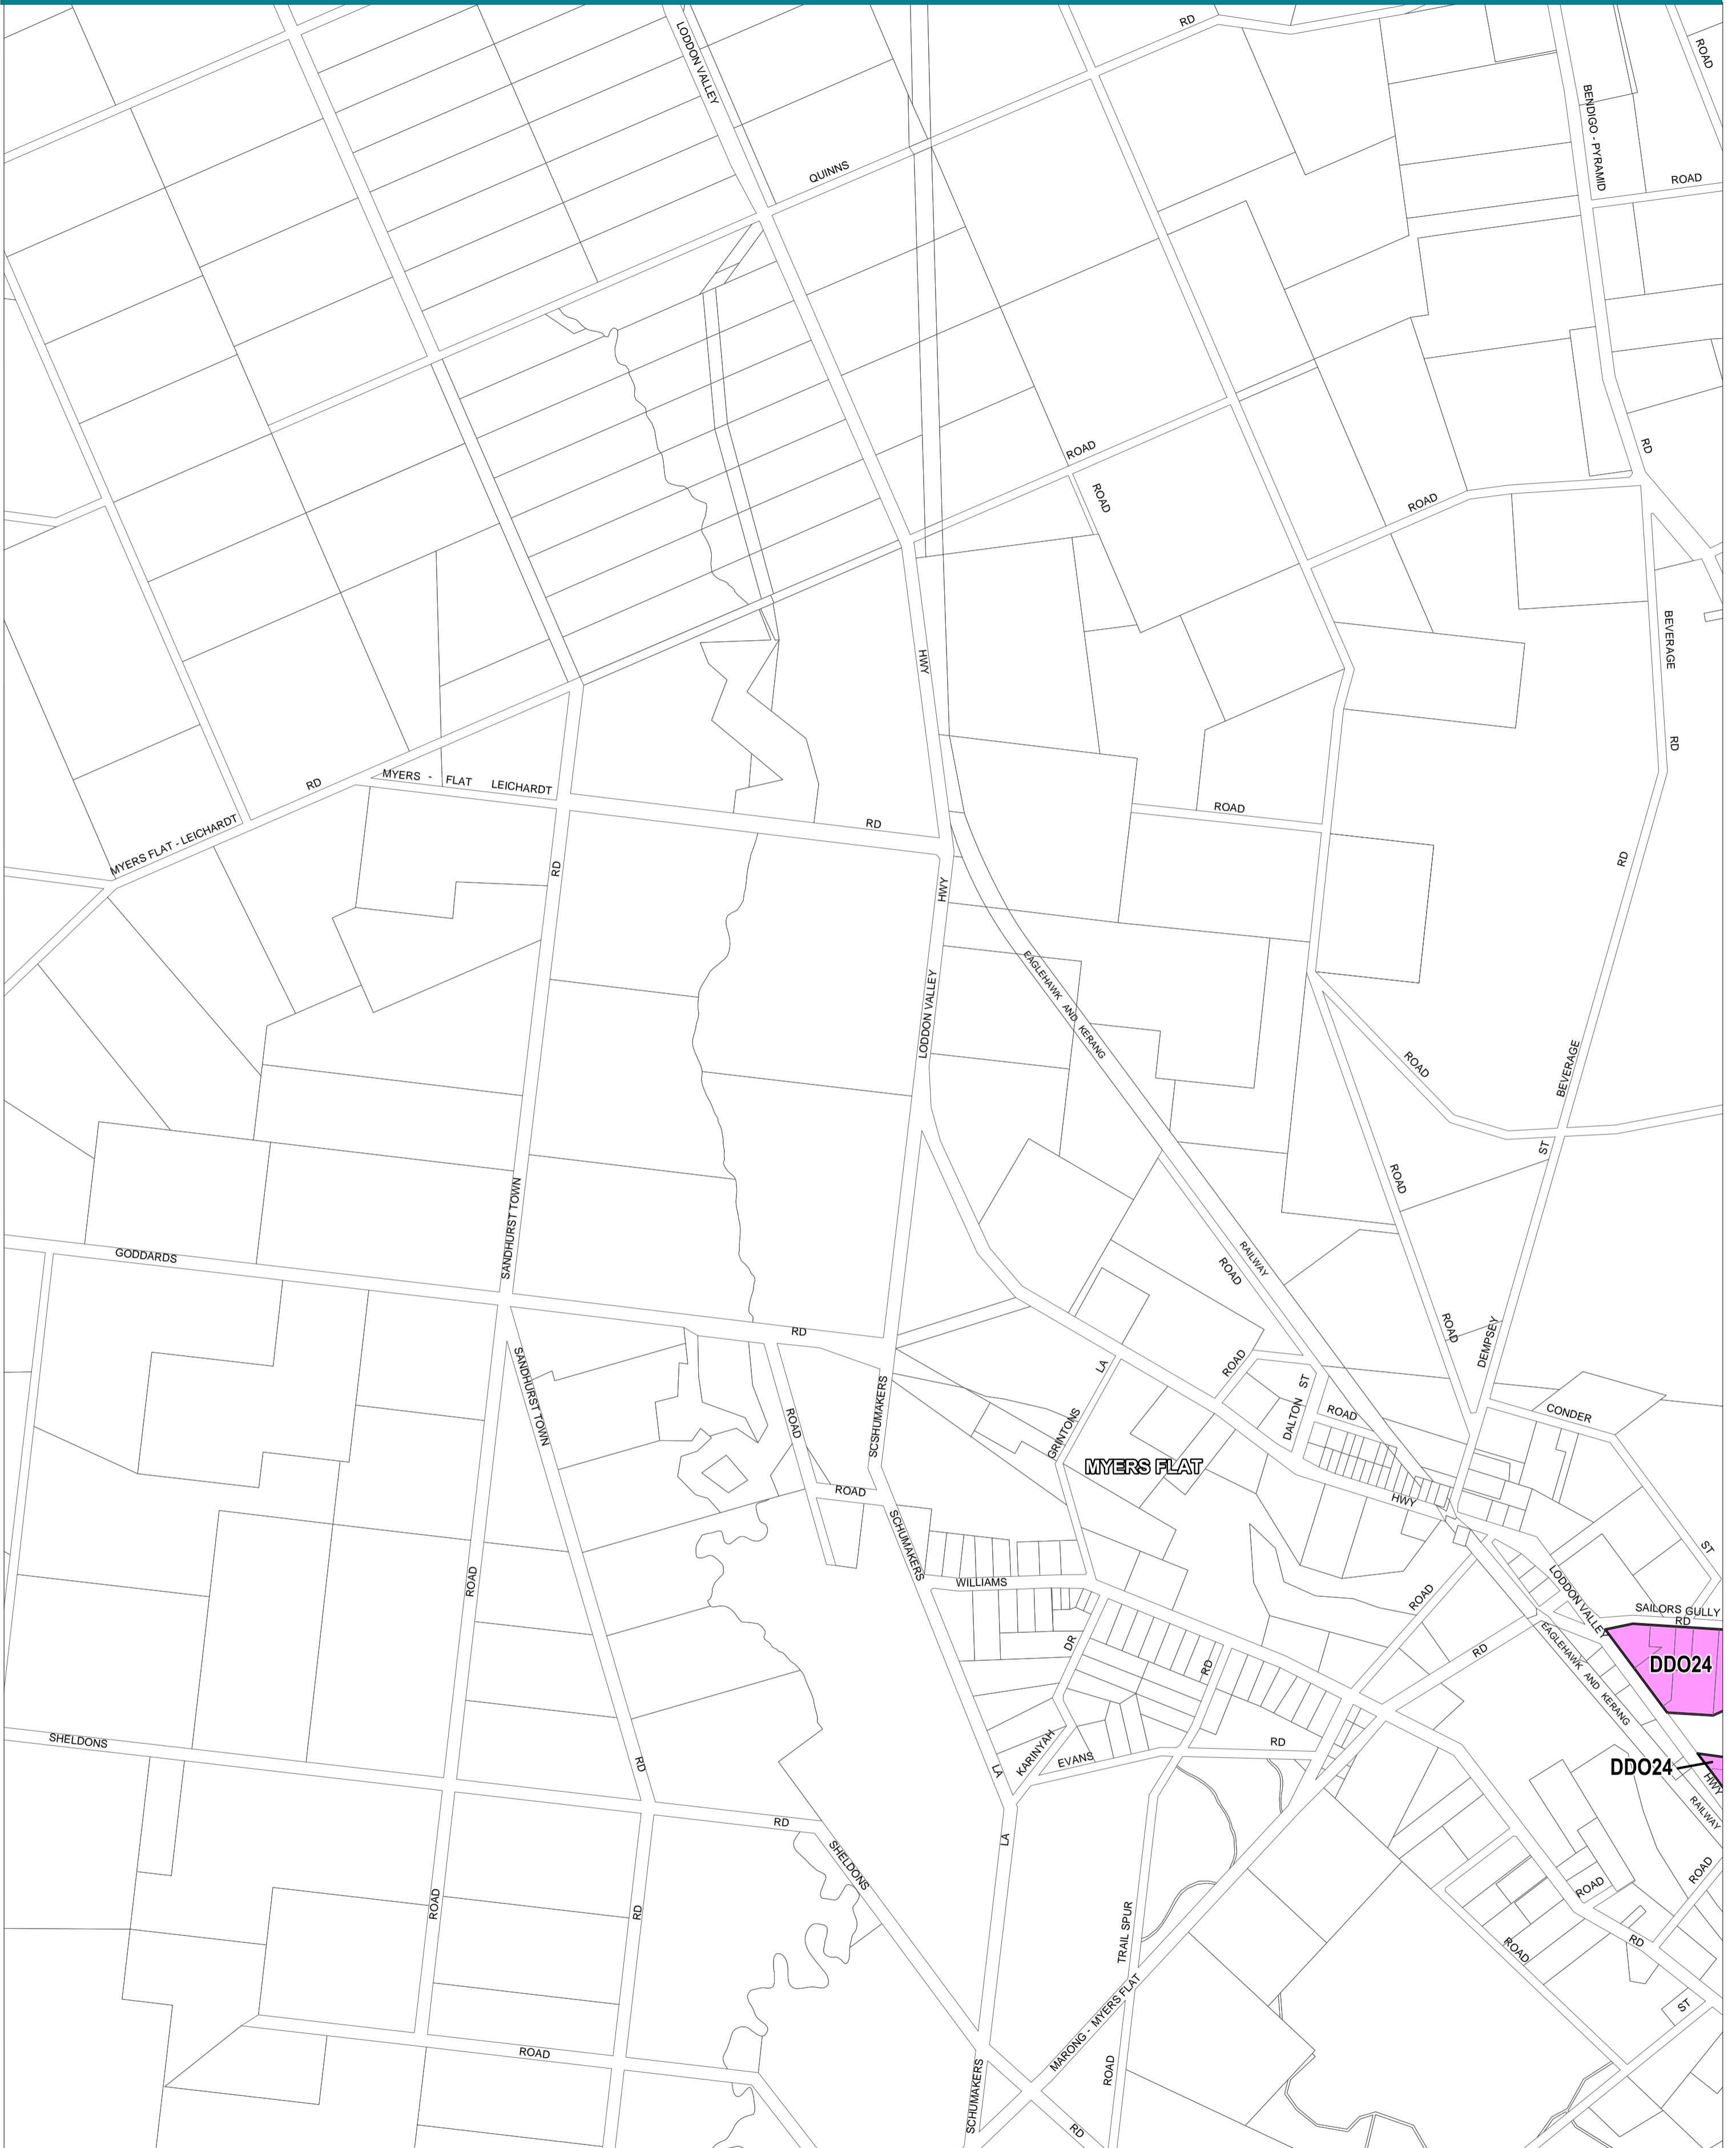 RD
LODDON VALLEY
ROAD
BENDIGO - PYRAMID
QUINNS
ROAD
RD
ROAD
ROAD
ROAD
BEVERAGE
HWY
RD
MYERS - FLAT LEICHARDT
RD
ROAD
RD
MYERS FLAT - LEICHARDT
RD
RD
HWY
EAGLEHAWK AND KERANG
LODDON VALLEY
ROAD
BEVERAGE
ST
ROAD
SANDHURST TOWN
GODDARDS
RAILWAY
ROAD
RD
ROAD
DEMPSEY
SANDHURST TOWN
LA
ROAD
DALTON ST
SCSHUMAKERS
ROAD
GRINTONS
ROAD
CONDER
MYERS FLAT
ROAD
HWY
SCHUMAKERS
ST
ROAD
WILLIAMS
LODDON VALLEY
ROAD
SAILORS GULLY
RD
EAGLEHAWK AND KERANG
DR
RD
RD
DDO24
SHELDONS
RD
KARINYAH
EVANS
RD
LA
DDO24
HWY
RAILWAY
RD
LA
SHELDONS
ROAD
ROAD
ROAD
RD
TRAIL SPUR
RD
ROAD
MARONG - MYERS FLAT
ST
ROAD
SCHUMAKERS
ROAD
RD